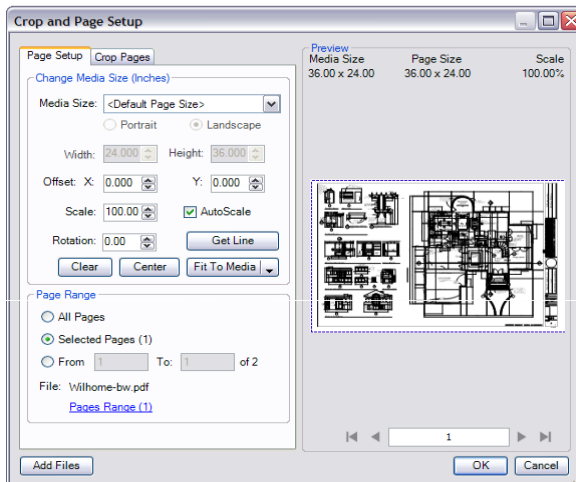 Crop and Page Setup
Page Setup
Crop Pages
Change Media Size (Inches)
Media Size: <Default Page Size>
Portrait
Landscape
Width: 24.000
Height: 36.000
Offset: X: 0.000
Y: 0.000
Scale: 100.00
AutoScale
Rotation: 0.00
Get Line
Clear
Center
Fit To Media
Page Range
All Pages
Selected Pages (1)
From 1 To: 1 of 2
File: Wilhome-bw.pdf
Pages Range (1)
Add Files
Preview
Media Size Page Size Scale
36.00 x 24.00 36.00 x 24.00 100.00%
1
OK
Cancel